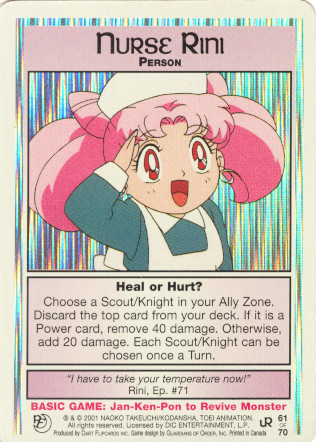 NURSE RINI
PERSON
Heal or Hurt?
Choose a Scout/Knight in your Ally Zone.
Discard the top card from your deck. If it is a
Power card, remove 40 damage. Otherwise,
add 20 damage. Each Scout/Knight can be
chosen once a Turn.
"I have to take your temperature now!"
Rini, Ep. #71
BASIC GAME: Jan-Ken-Pon to Revive Monster
® & © 2001 NAOKO TAKEUCHI/KODANSHA, TOEI ANIMATION.
All rights reserved. Licensed by DIC ENTERTAINMENT, L.P.
Produced by DART FLIPCARDS INC. Game design by GUARDIANS OF ORDER, INC. Printed in Canada
UR
61
OF
70